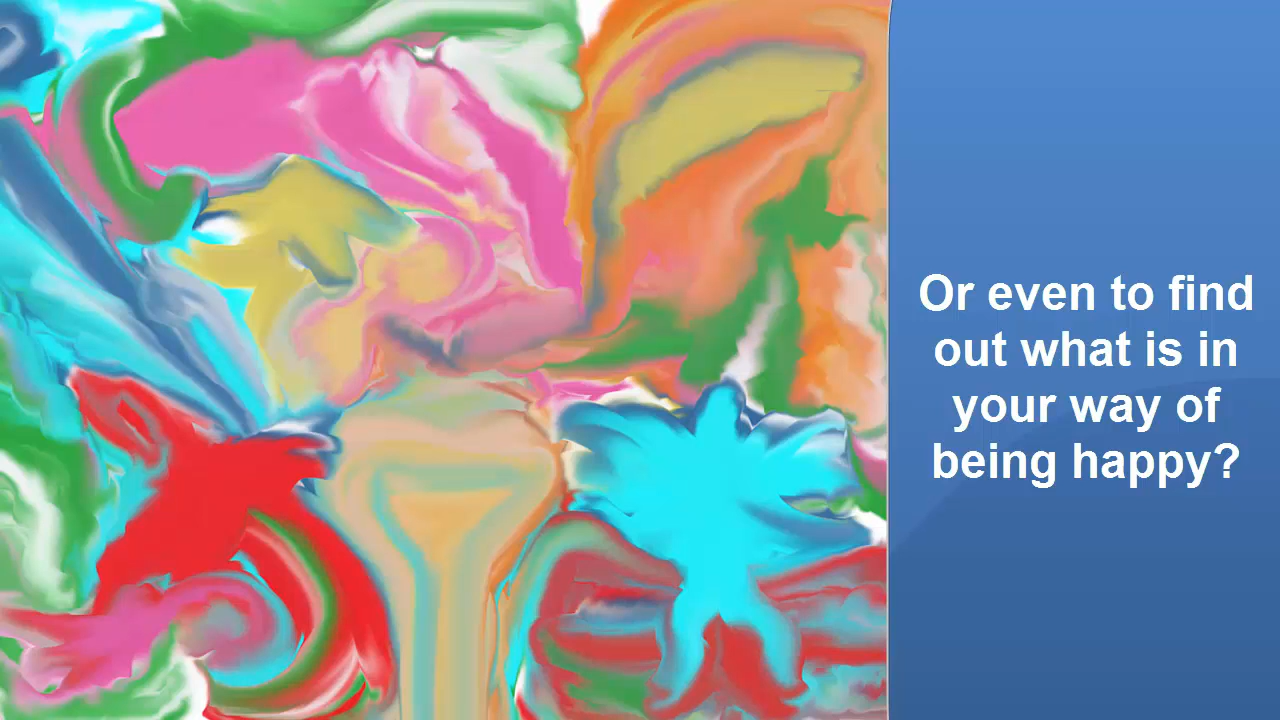 Or even to find
out what is in
your way of
being happy?